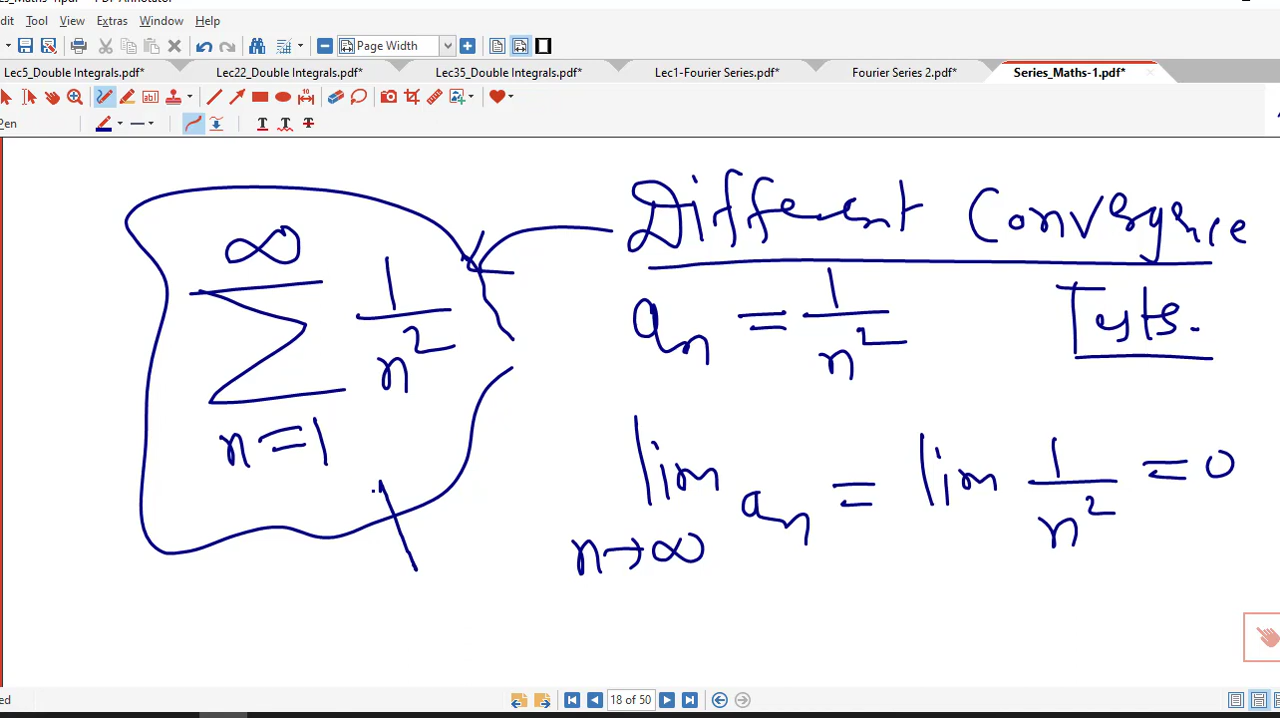 dit Tool View Extras Window Help
Page Width
Lec5_Double Integrals.pdf* Lec22_Double Integrals.pdf* Lec35_Double Integrals.pdf* Lec1-Fourier Series.pdf* Fourier Series 2.pdf* Series_Maths-1.pdf*
Pen
Different Convergence
Tests.
∞
∑ 1/n²
n=1
aₙ = 1/n²
lim aₙ = lim 1/n² = 0
n→∞
18 of 50